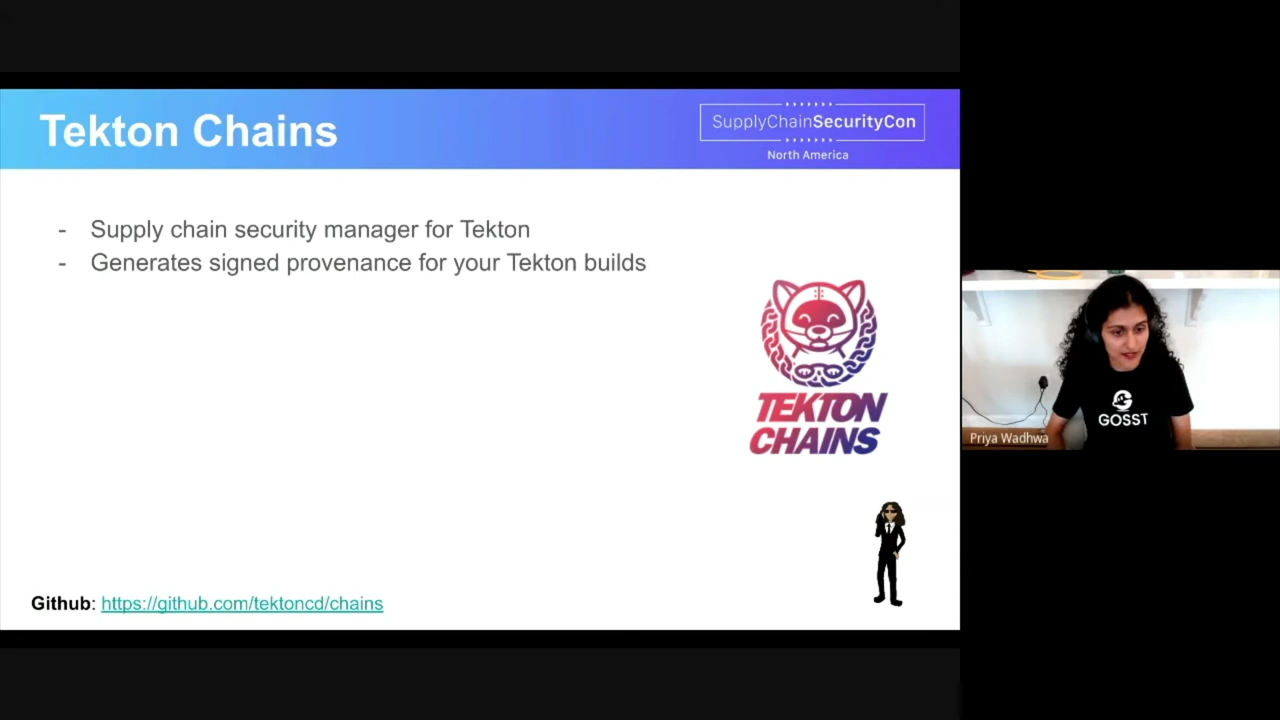 Tekton Chains
SupplyChainSecurityCon
North America
- Supply chain security manager for Tekton
- Generates signed provenance for your Tekton builds
TEKTON
CHAINS
GOSST
Priya Wadhwa
Github: https://github.com/tektoncd/chains